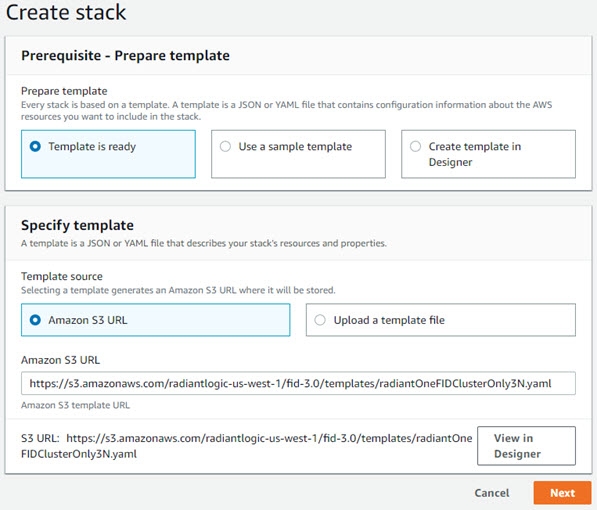 Create stack
Prerequisite - Prepare template
Prepare template
Every stack is based on a template. A template is a JSON or YAML file that contains configuration information about the AWS
resources you want to include in the stack.
Template is ready
Use a sample template
Create template in
Designer
Specify template
A template is a JSON or YAML file that describes your stack's resources and properties.
Template source
Selecting a template generates an Amazon S3 URL where it will be stored.
Amazon S3 URL
Upload a template file
Amazon S3 URL
https://s3.amazonaws.com/radiantlogic-us-west-1/fid-3.0/templates/radiantOneFIDClusterOnly3N.yaml
Amazon S3 template URL
S3 URL: https://s3.amazonaws.com/radiantlogic-us-west-1/fid-3.0/templates/radiantOne
FIDClusterOnly3N.yaml
View in
Designer
Cancel
Next